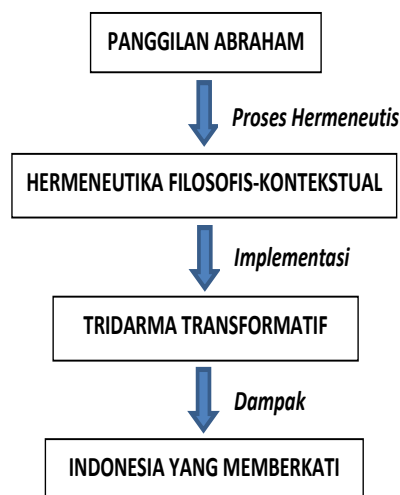 PANGGILAN ABRAHAM
Proses Hermeneutis
HERMENEUTIKA FILOSOFIS-KONTEKSTUAL
Implementasi
TRIDARMA TRANSFORMATIF
Dampak
INDONESIA YANG MEMBERKATI